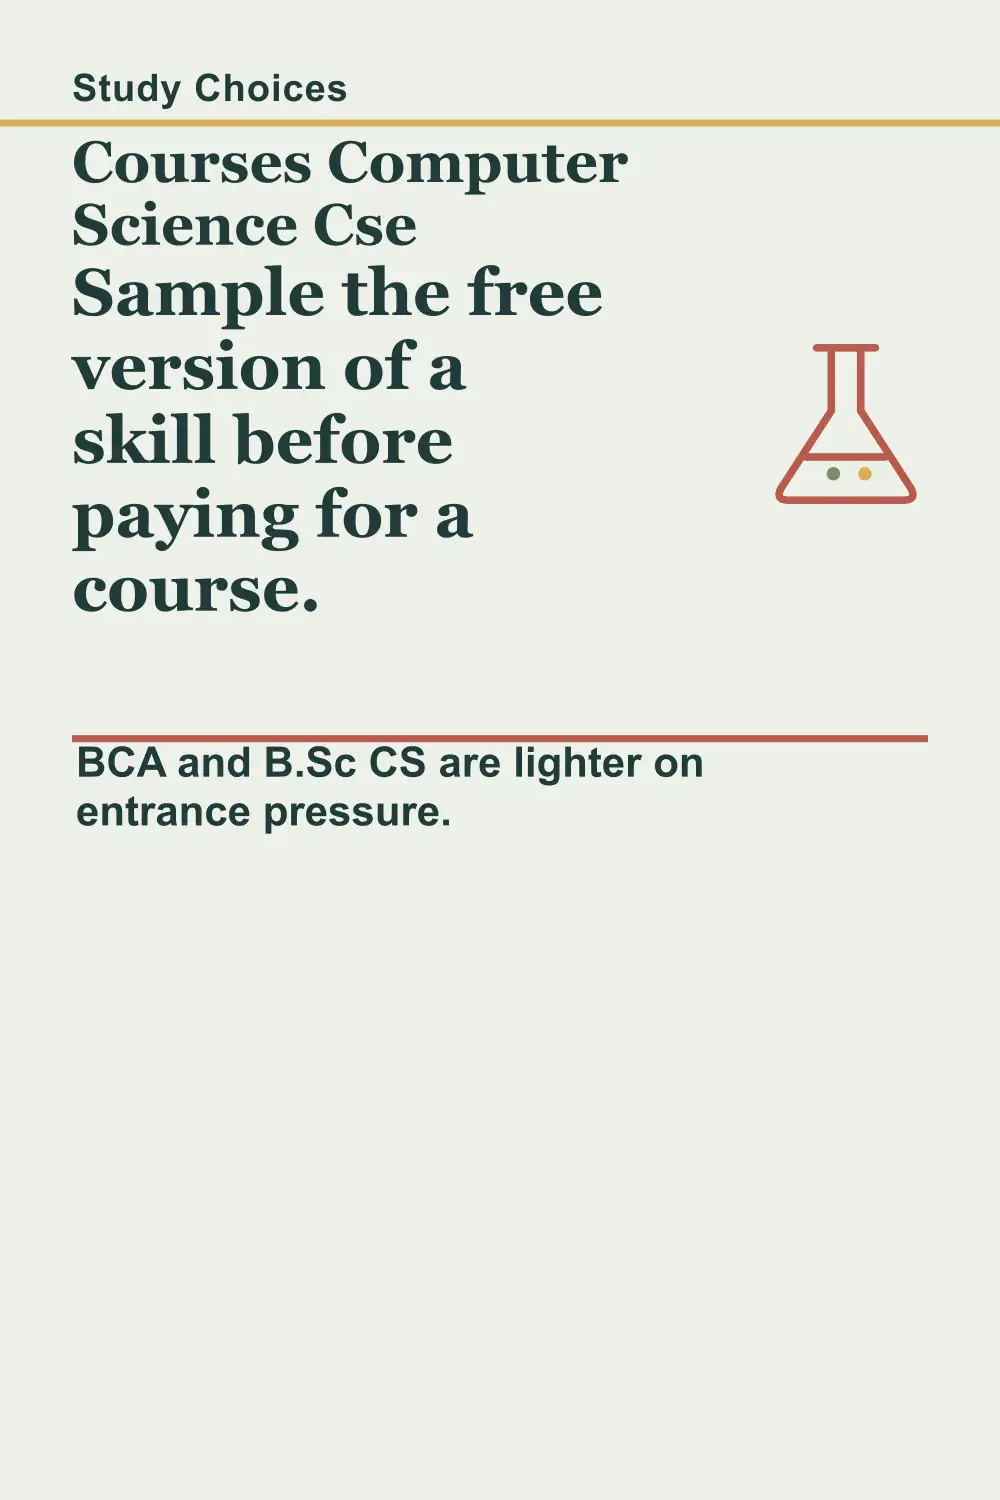 Study Choices
Courses Computer
Science Cse
Sample the free
version of a
skill before
paying for a
course.
BCA and B.Sc CS are lighter on
entrance pressure.